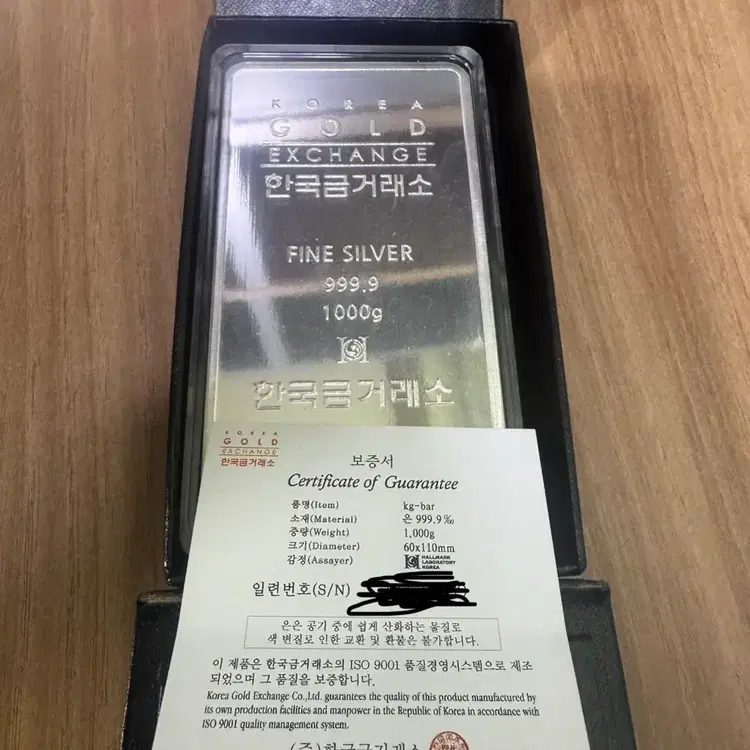 KOREA
GOLD
EXCHANGE
한국금거래소
FINE SILVER
999.9
1000g
한국금거래소
KOREA
GOLD
EXCHANGE
한국금거래소
보증서
Certificate of Guarantee
품명(Item) kg-bar
소재(Material) 은 999.9‰
중량(Weight) 1,000g
크기(Diameter) 60x110mm
감정(Assayer) HALLMARK
LABORATORY
KOREA
일련번호(S/N)
은은 공기 중에 쉽게 산화하는 물질로
색 변질로 인한 교환 및 환불은 불가합니다.
이 제품은 한국금거래소의 ISO 9001 품질경영시스템으로 제조
되었으며 그 품질을 보증합니다.
Korea Gold Exchange Co.,Ltd. guarantees the quality of this product manufactured by
its own production facilities and manpower in the Republic of Korea in accordance with
ISO 9001 quality management system.
(주)한국금거래소